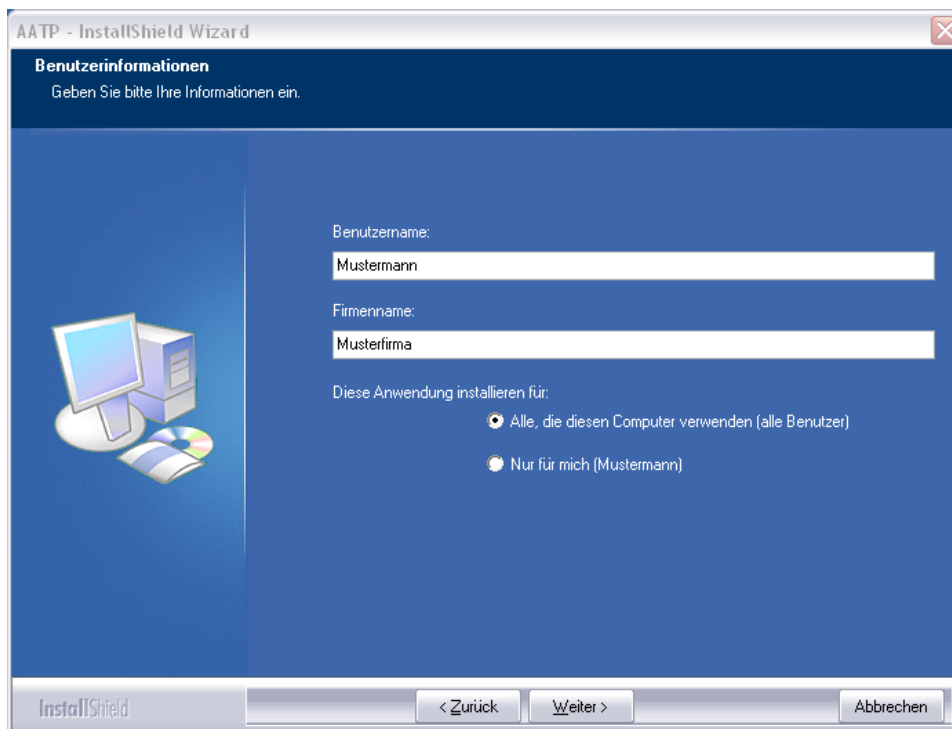 AATP - InstallShield Wizard
Benutzerinformationen
Geben Sie bitte Ihre Informationen ein.
Benutzername:
Mustermann
Firmenname:
Musterfirma
Diese Anwendung installieren für:
Alle, die diesen Computer verwenden (alle Benutzer)
Nur für mich (Mustermann)
InstallShield
< Zurück
Weiter >
Abbrechen